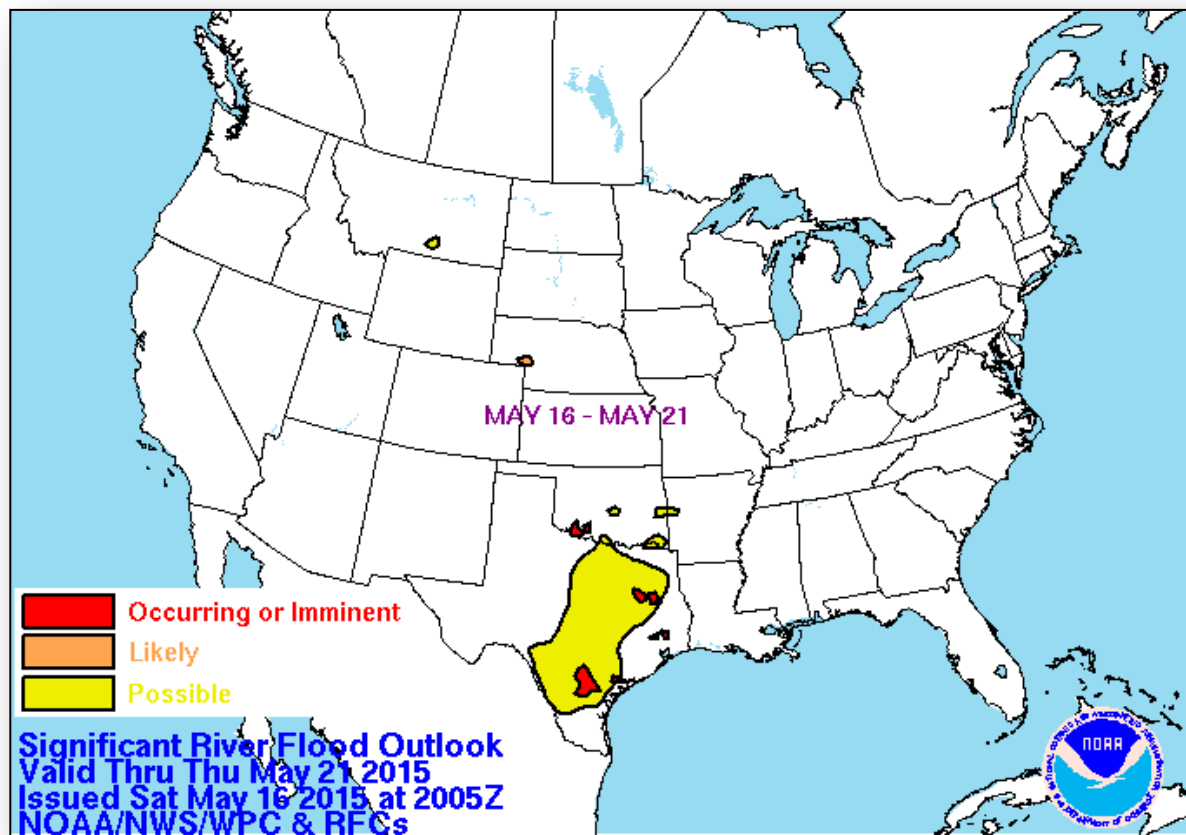 MAY 16 - MAY 21
Occurring or Imminent
Likely
Possible
Significant River Flood Outlook
Valid Thru Thu May 21 2015
Issued Sat May 16 2015 at 2005Z
NOAA/NWS/WPC & RFCs
NOAA